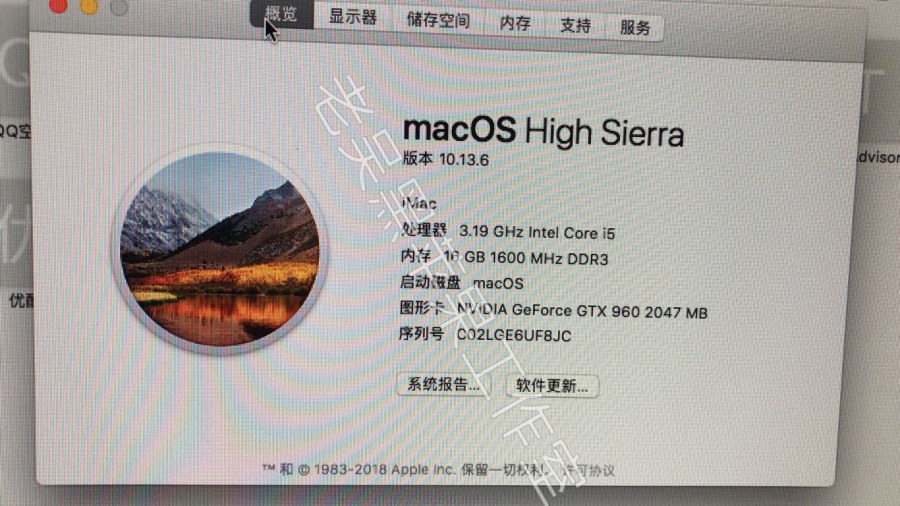 概览 显示器 储存空间 内存 支持 服务
macOS High Sierra
版本 10.13.6
iMac
处理器 3.19 GHz Intel Core i5
内存 16 GB 1600 MHz DDR3
启动磁盘 macOS
图形卡 NVIDIA GeForce GTX 960 2047 MB
序列号 C02LGE6UF8JC
系统报告... 软件更新...
™ 和 © 1983-2018 Apple Inc. 保留一切权利。 许可协议
老吴黑苹果工作室
QQ空
优酷
dvisor